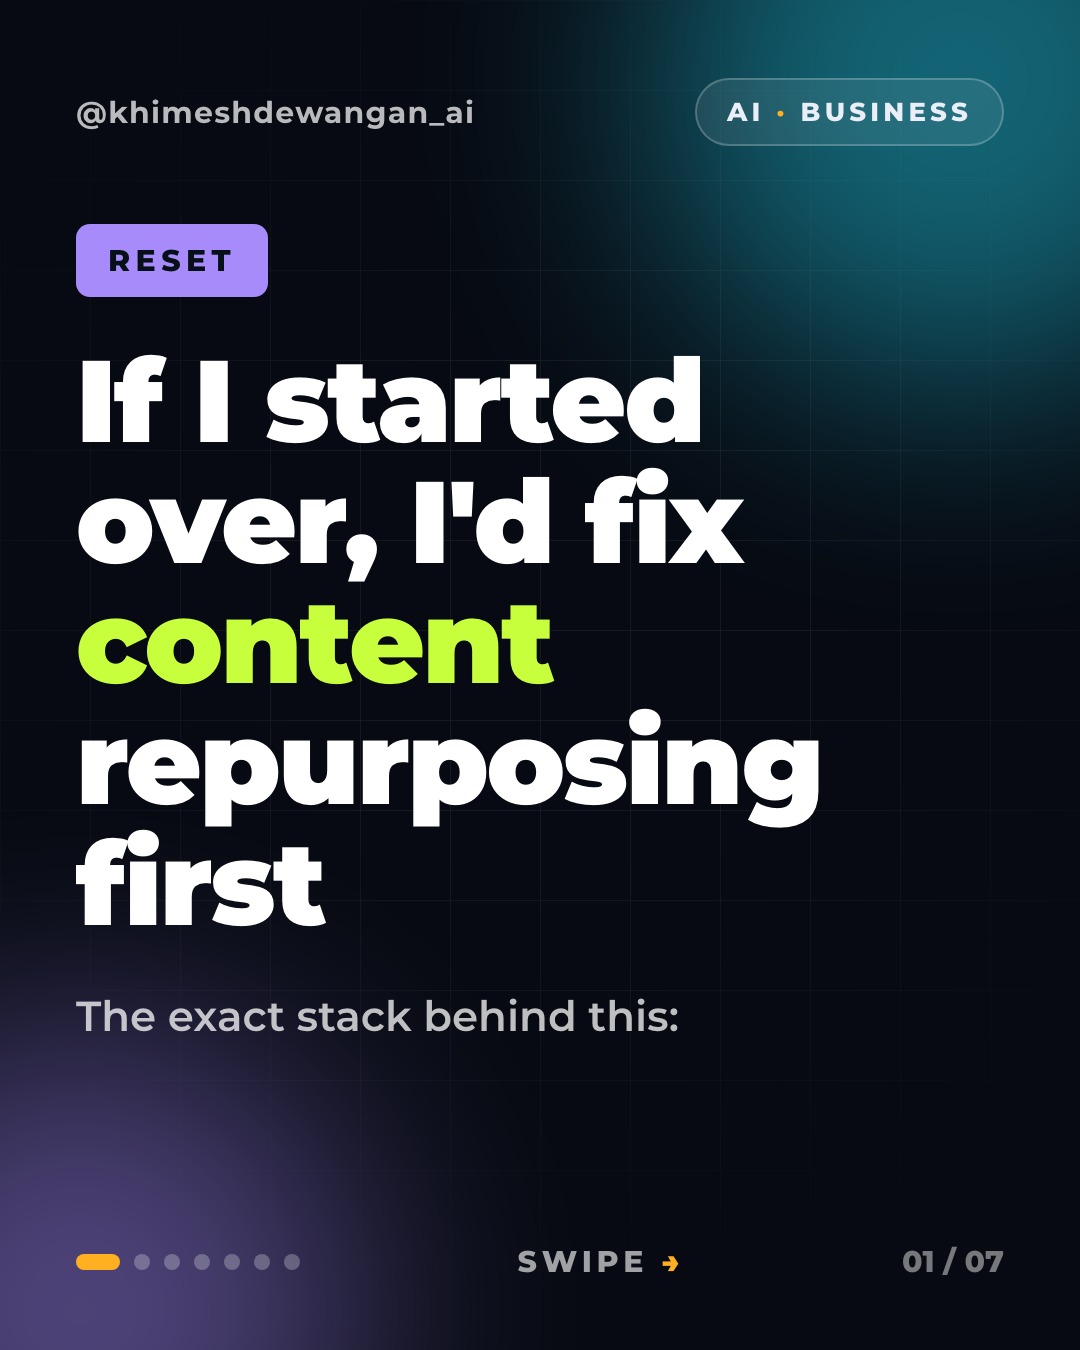 @khimeshdewangan_ai
AI · BUSINESS
RESET
If I started
over, I'd fix
content
repurposing
first
The exact stack behind this:
SWIPE →
01 / 07